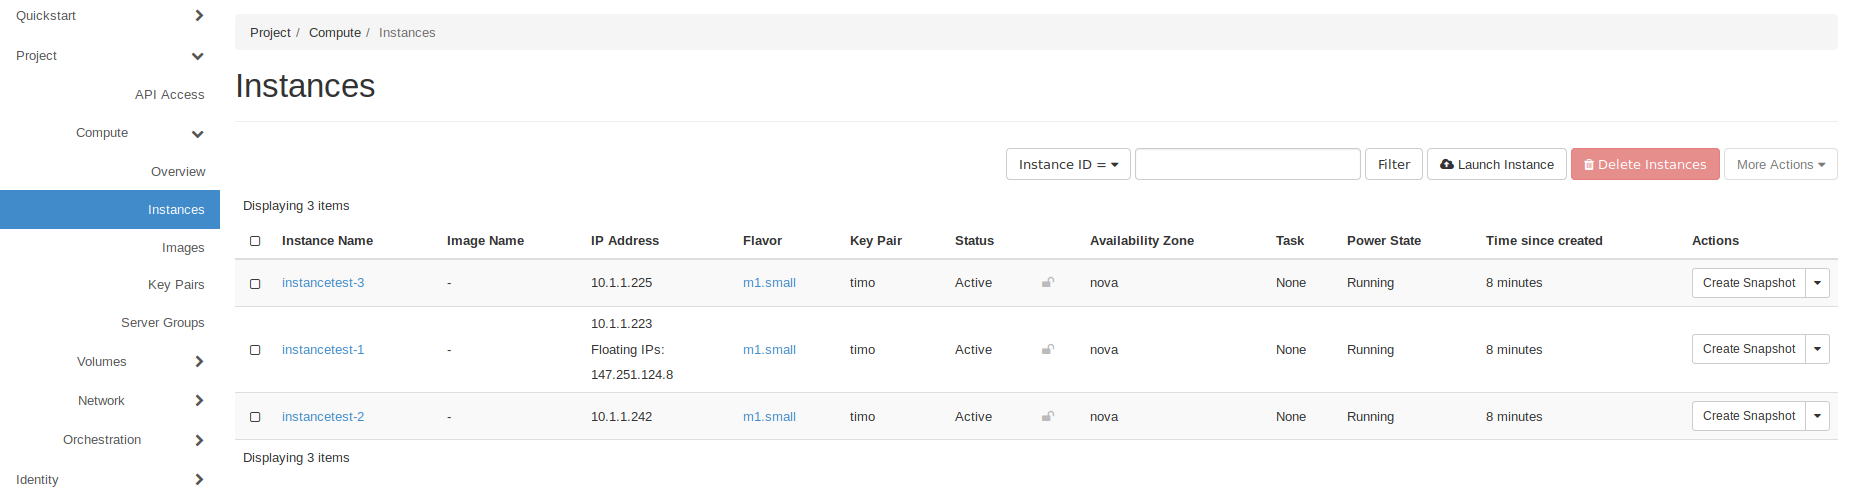 Quickstart
Project
API Access
Compute
Overview
Instances
Images
Key Pairs
Server Groups
Volumes
Network
Orchestration
Identity
Project / Compute / Instances
Instances
Instance ID = Filter Launch Instance Delete Instances More Actions
Displaying 3 items
Instance Name Image Name IP Address Flavor Key Pair Status Availability Zone Task Power State Time since created Actions
instancetest-3 - 10.1.1.225 m1.small timo Active nova None Running 8 minutes Create Snapshot
10.1.1.223
instancetest-1 - Floating IPs: m1.small timo Active nova None Running 8 minutes Create Snapshot
147.251.124.8
instancetest-2 - 10.1.1.242 m1.small timo Active nova None Running 8 minutes Create Snapshot
Displaying 3 items